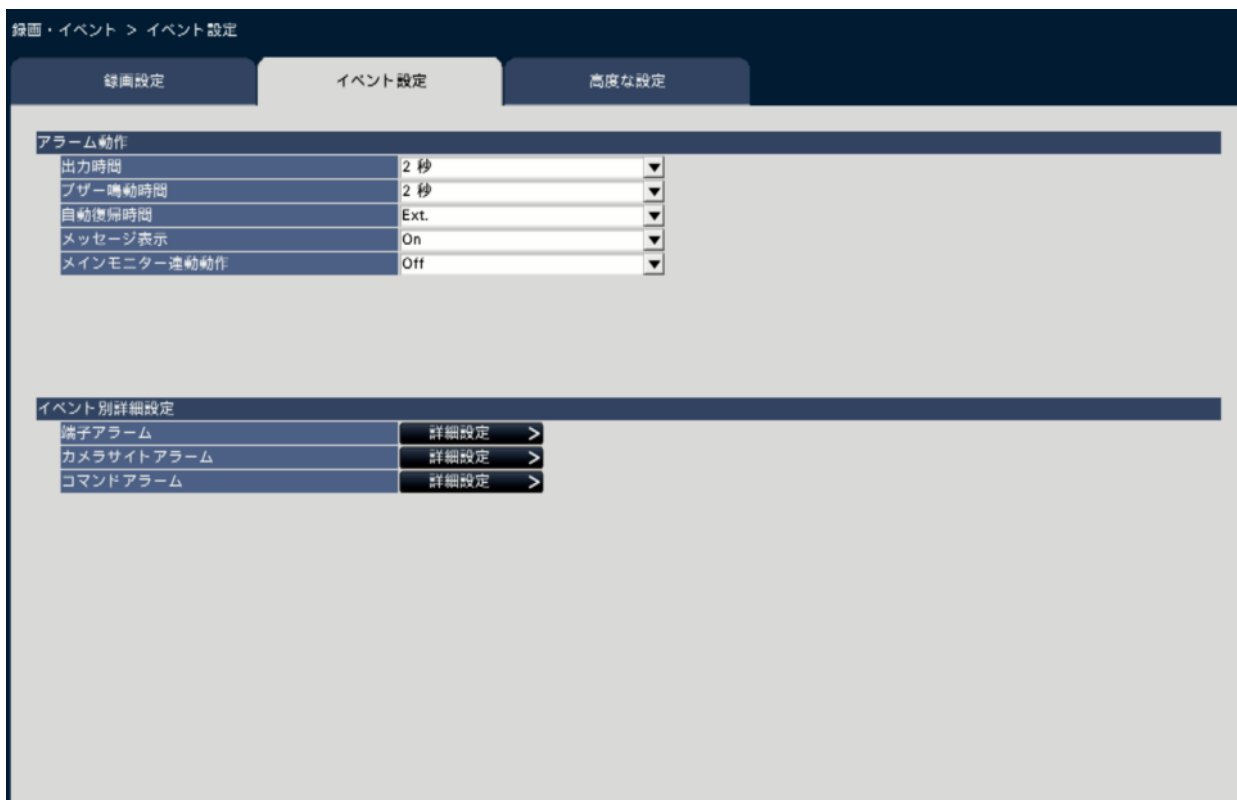 録画・イベント > イベント設定
録画設定 イベント設定 高度な設定
アラーム動作
出力時間 2 秒
ブザー鳴動時間 2 秒
自動復帰時間 Ext.
メッセージ表示 On
メインモニター連動動作 Off
イベント別詳細設定
端子アラーム 詳細設定 >
カメラサイトアラーム 詳細設定 >
コマンドアラーム 詳細設定 >